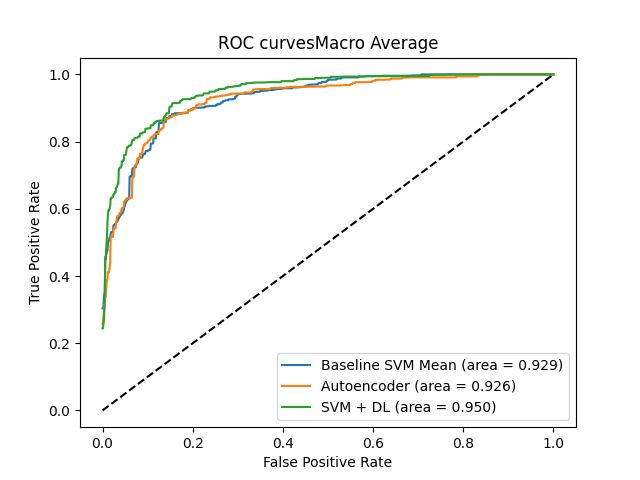 ROC curvesMacro Average
True Positive Rate
1.0
0.8
0.6
0.4
0.2
0.0
Baseline SVM Mean (area = 0.929)
Autoencoder (area = 0.926)
SVM + DL (area = 0.950)
0.0 0.2 0.4 0.6 0.8 1.0
False Positive Rate